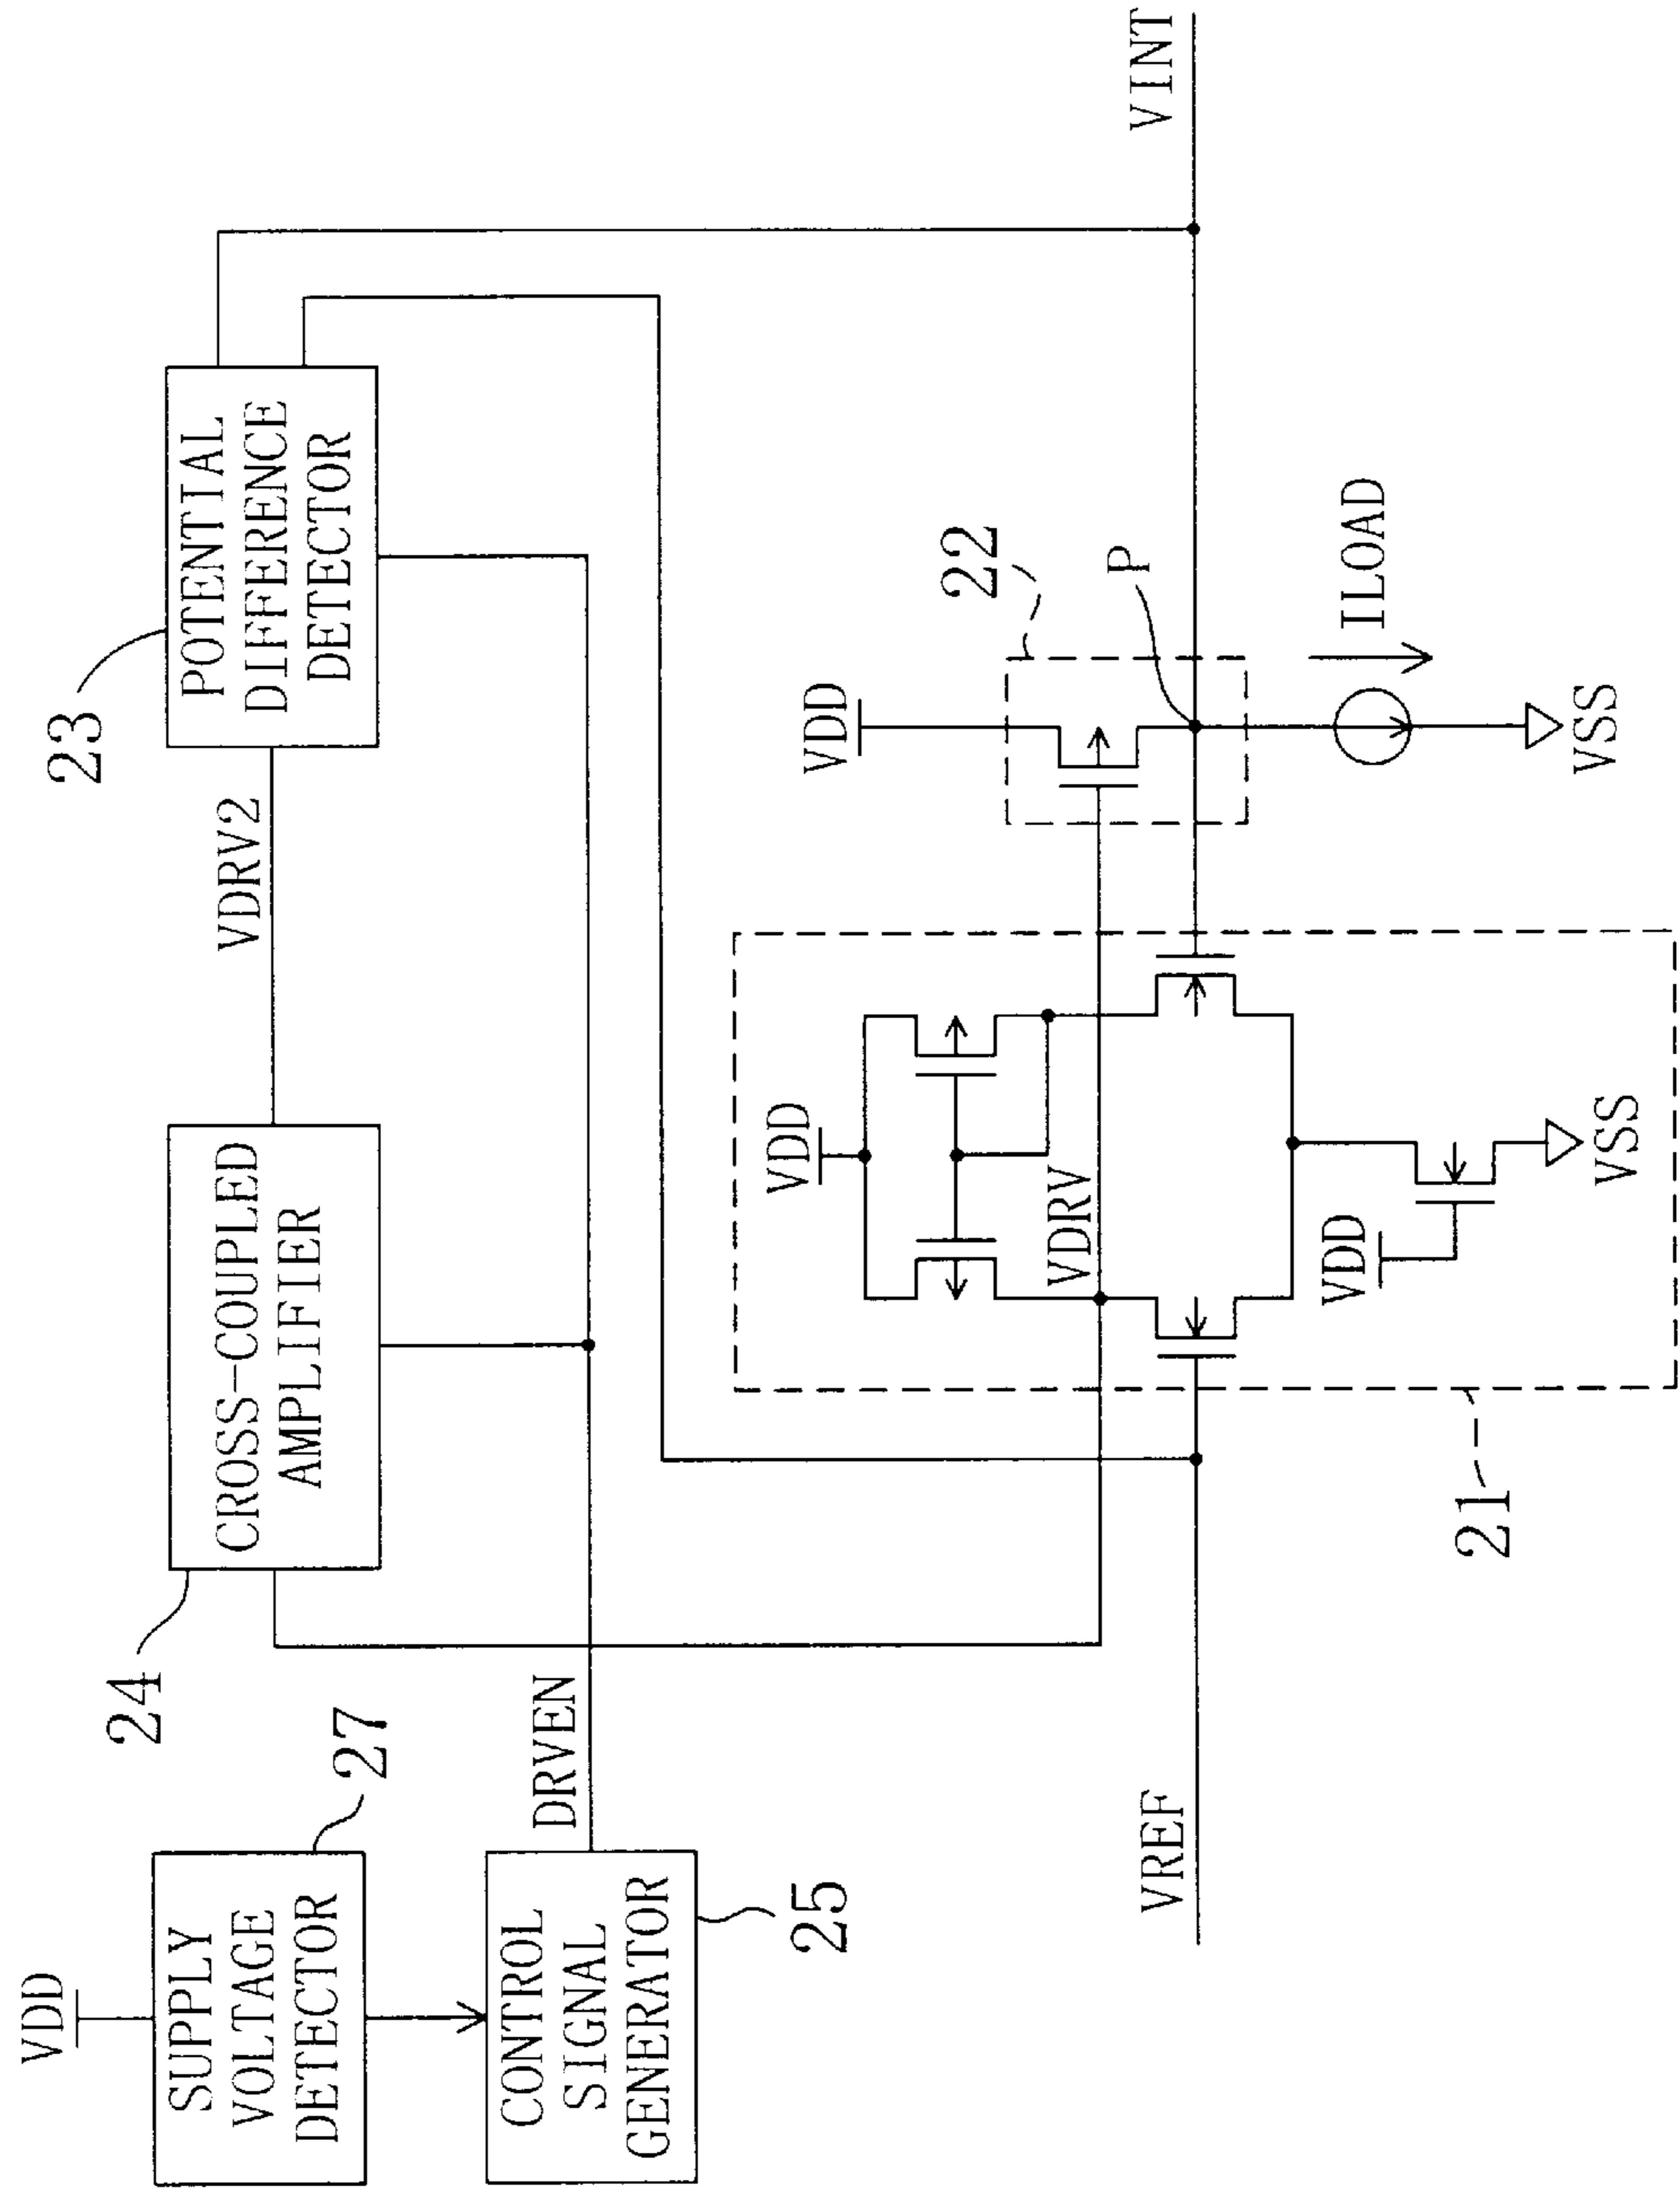 VDD
SUPPLY
VOLTAGE
DETECTOR
27
CONTROL
SIGNAL
GENERATOR
25
DRVEN
24
CROSS-COUPLED
AMPLIFIER
VDRV2
23
POTENTIAL
DIFFERENCE
DETECTOR
VREF
21
VDD
VDRV
VDD
VSS
22
VDD
P
ILOAD
VSS
VINT